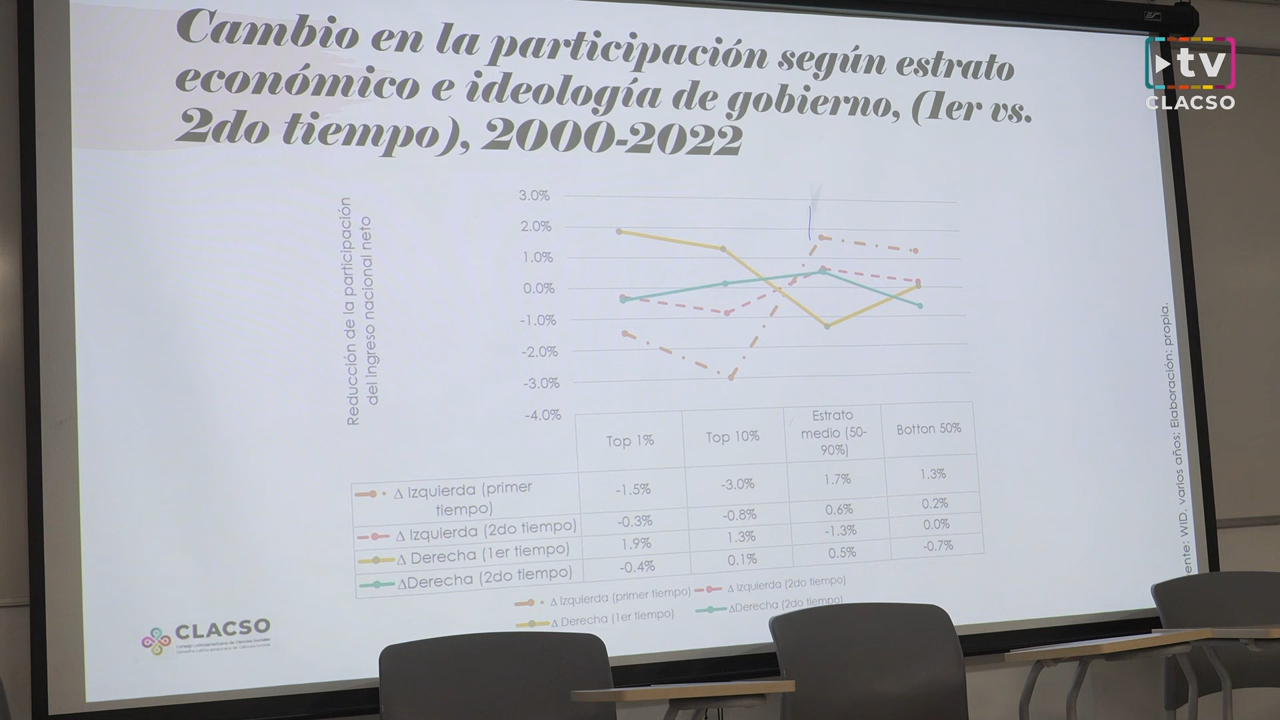 Cambio en la participación según estrato
económico e ideología de gobierno, (1er vs.
2do tiempo), 2000-2022
tv
CLACSO
Reducción de la participación
del ingreso nacional neto
3.0%
2.0%
1.0%
0.0%
-1.0%
-2.0%
-3.0%
-4.0%
Top 1%
Top 10%
Estrato
medio (50-
90%)
Botton 50%
Δ Izquierda (primer
tiempo)
-1.5%
-3.0%
1.7%
1.3%
Δ Izquierda (2do tiempo)
-0.3%
-0.8%
0.6%
0.2%
Δ Derecha (1er tiempo)
1.9%
1.3%
-1.3%
0.0%
ΔDerecha (2do tiempo)
-0.4%
0.1%
0.5%
-0.7%
Δ Izquierda (primer tiempo)
Δ Izquierda (2do tiempo)
Δ Derecha (1er tiempo)
ΔDerecha (2do tiempo)
ente: WID, varios años; Elaboración: propia.
CLACSO